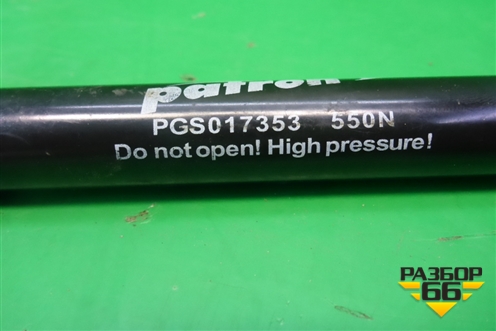 patron
PGS017353 550N
Do not open! High pressure!
РАЗБОР
66